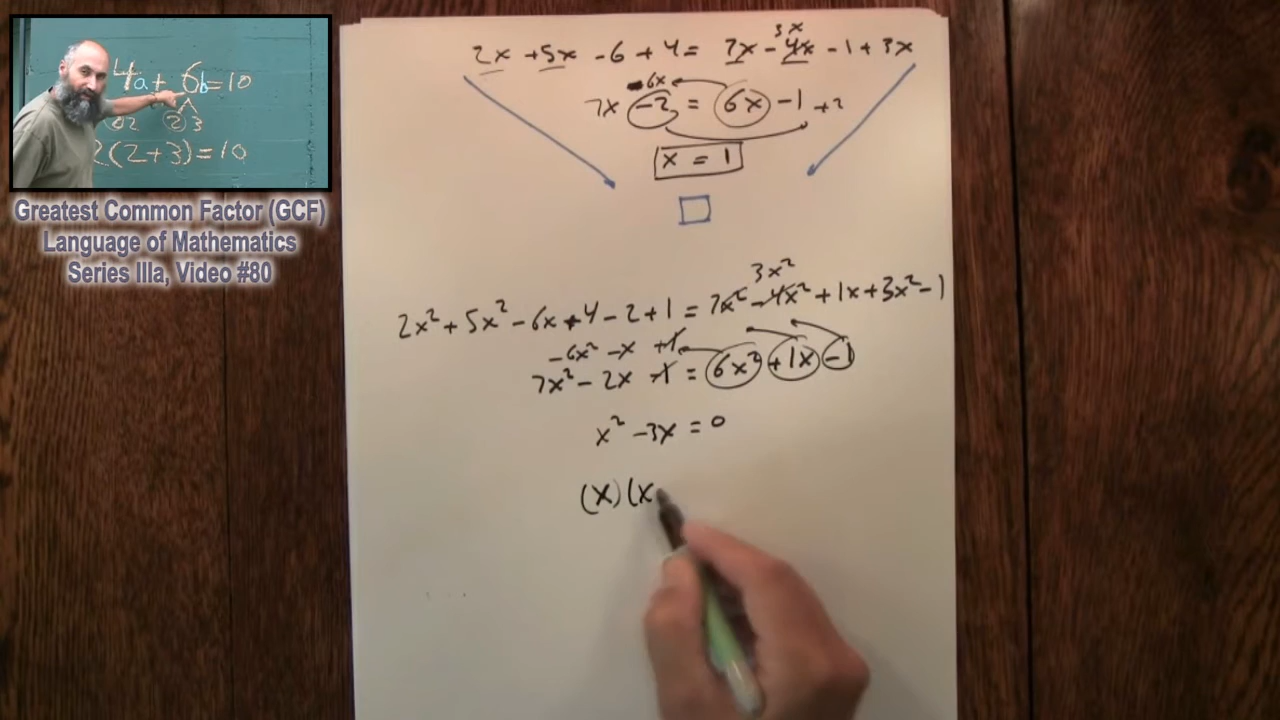 4a + 6b = 10
2 2 3
2(2+3) = 10
Greatest Common Factor (GCF)
Language of Mathematics
Series IIIa, Video #80
3x
2x + 5x - 6 + 4 = 7x - 4x - 1 + 3x
-6x
7x - 2 = 6x - 1 + 2
x = 1
3x²
2x² + 5x² - 6x + 4 - 2 + 1 = 7x² - 4x² + 1x + 3x² - 1
-6x² - x + 1
7x² - 2x - 1 = 6x² + 1x - 1
x² - 3x = 0
(x)(x